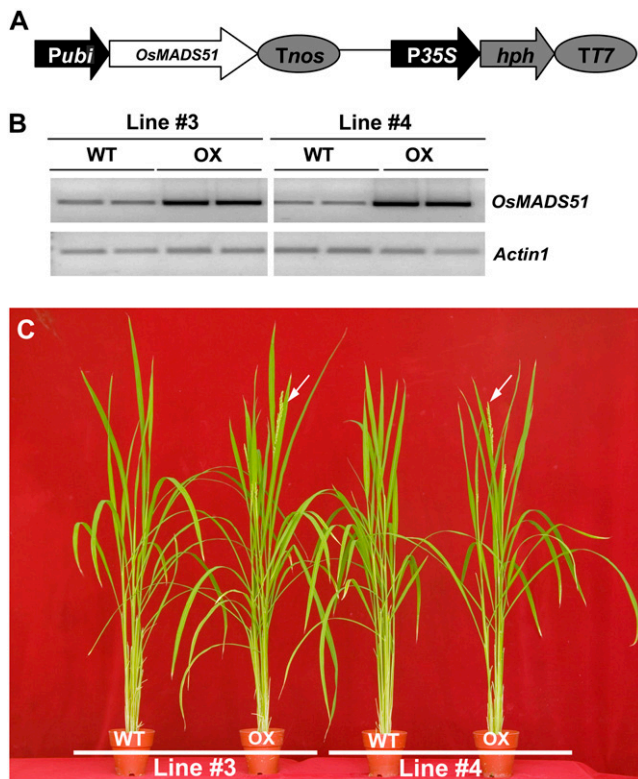 A
Pubi OsMADS51 Tnos P35S hph TT7
B
Line #3 Line #4
WT OX WT OX
OsMADS51
Actin1
C
WT OX WT OX
Line #3 Line #4